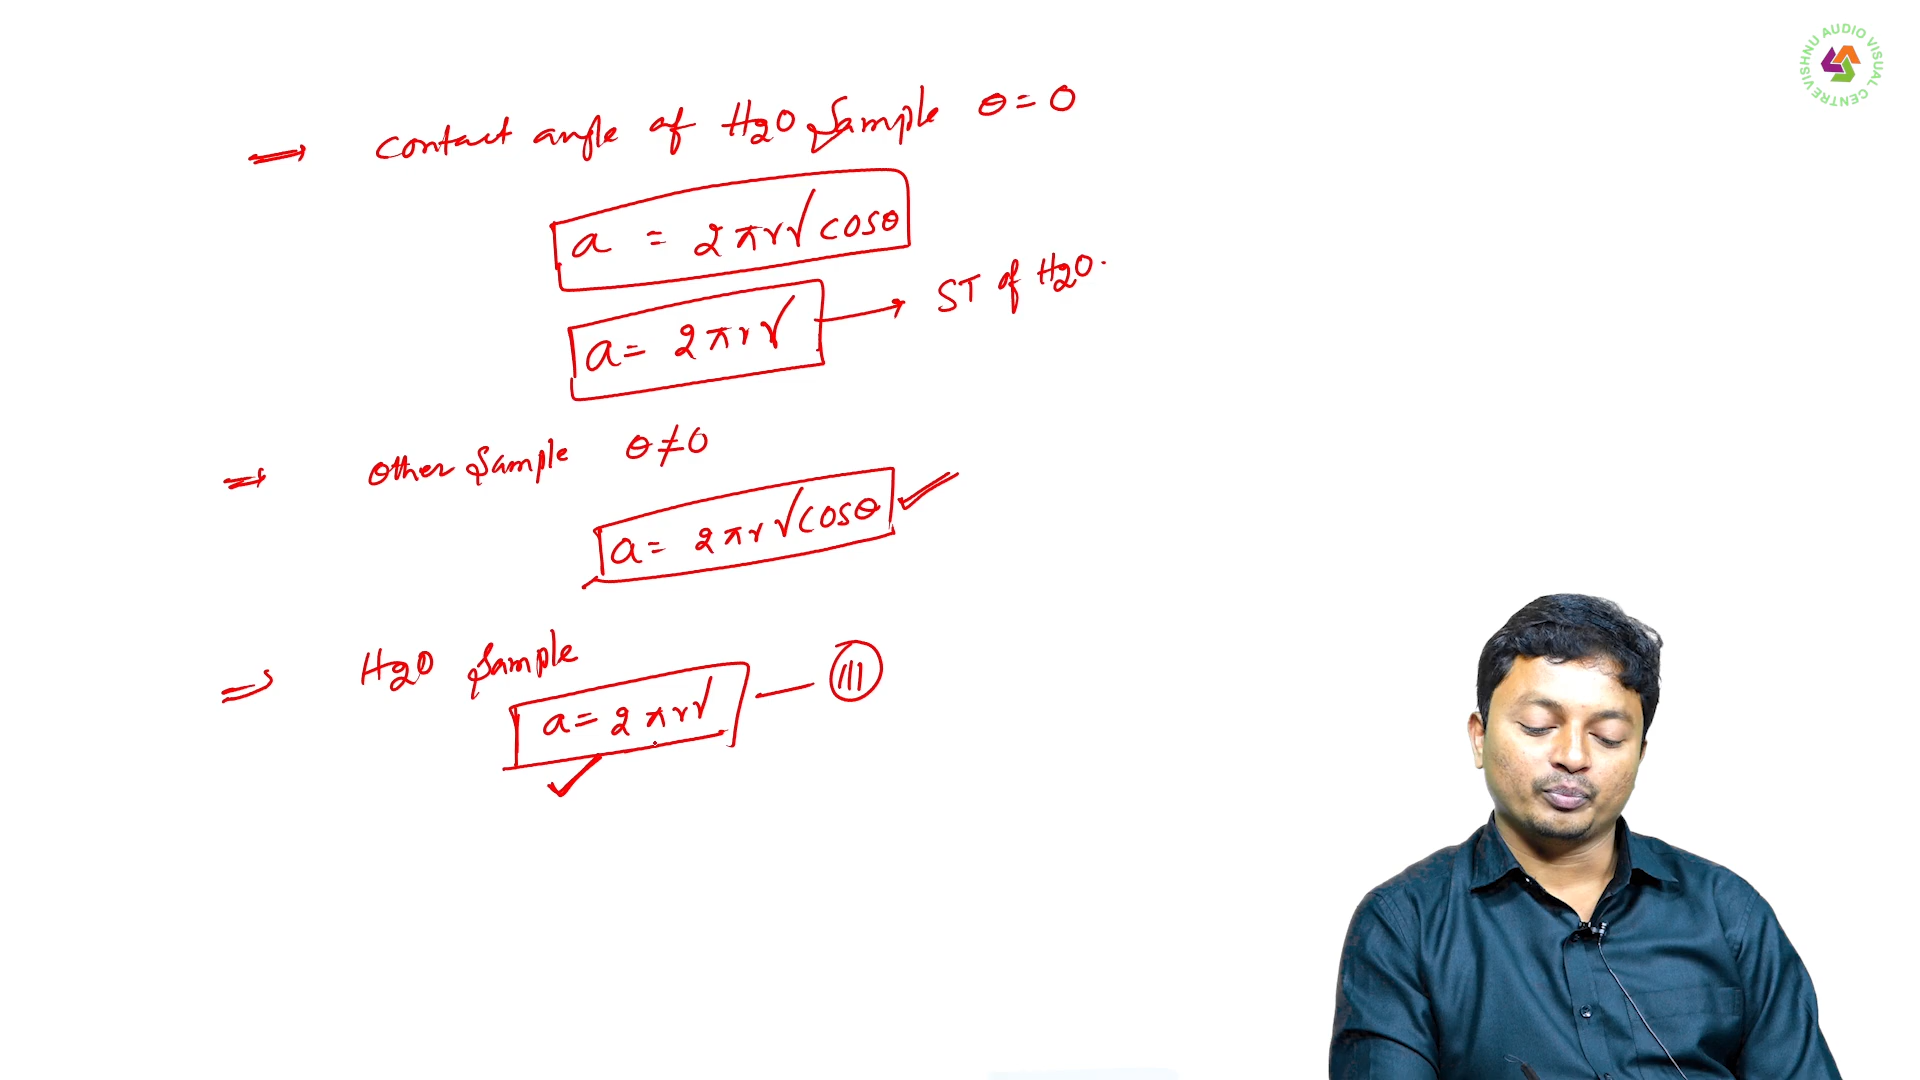 ⇒ Contact angle of H2O Sample θ = 0
a = 2πrγ cosθ
a = 2πrγ → ST of H2O.
⇒ Other Sample θ ≠ 0
a = 2πrγ cosθ ✓
⇒ H2O Sample
a = 2πrγ — III
✓
VISHNU AUDIO VISUAL CENTRE